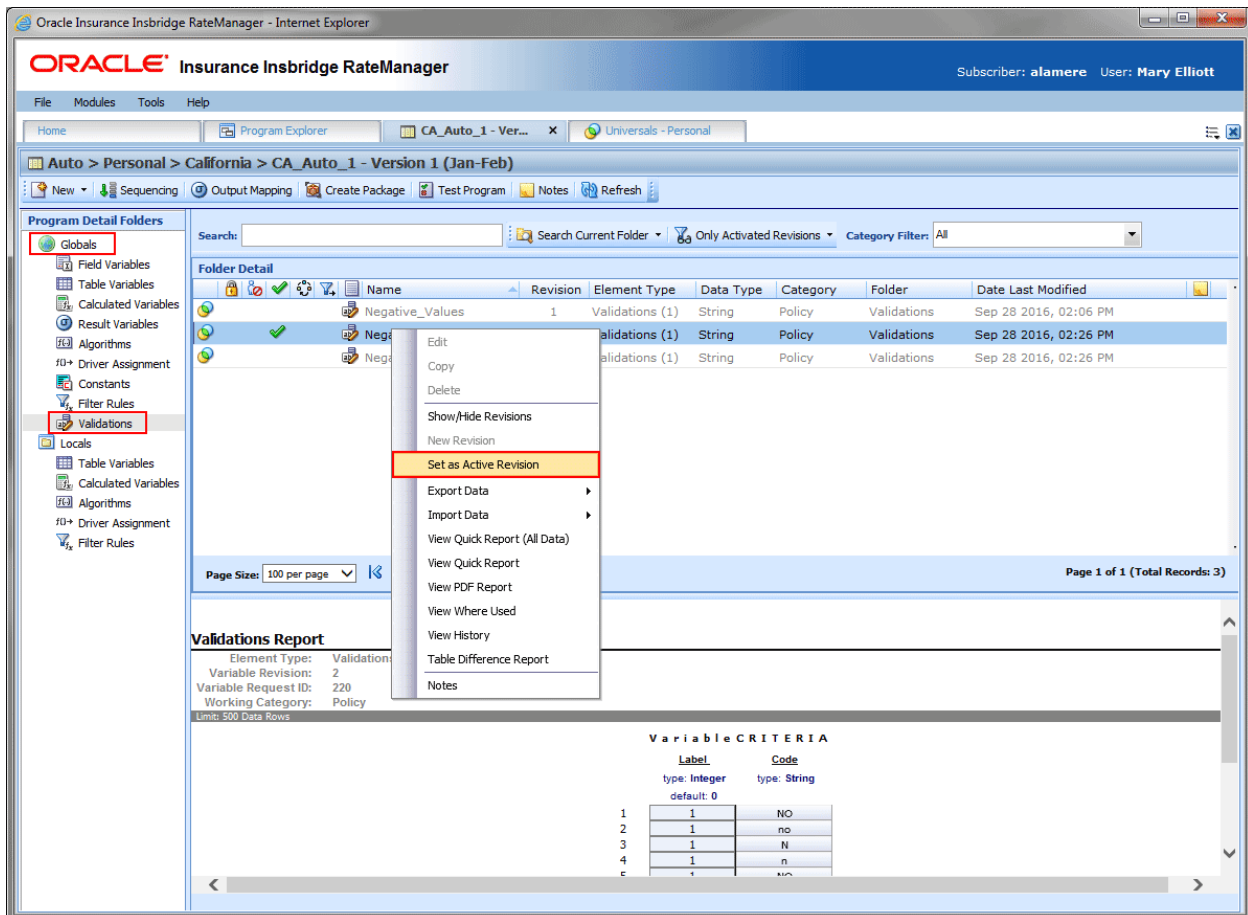 Oracle Insurance Insbridge RateManager - Internet Explorer
ORACLE Insurance Insbridge RateManager
Subscriber: alamere User: Mary Elliott
File Modules Tools Help
Home Program Explorer CA_Auto_1 - Ver... x Universals - Personal
Auto > Personal > California > CA_Auto_1 - Version 1 (Jan-Feb)
New Sequencing Output Mapping Create Package Test Program Notes Refresh
Program Detail Folders
Globals
Field Variables
Table Variables
Calculated Variables
Result Variables
Algorithms
Driver Assignment
Constants
Filter Rules
Validations
Locals
Table Variables
Calculated Variables
Algorithms
Driver Assignment
Filter Rules
Search: Search Current Folder Only Activated Revisions Category Filter: All
Folder Detail
Name Revision Element Type Data Type Category Folder Date Last Modified
Negative_Values 1 Validations (1) String Policy Validations Sep 28 2016, 02:06 PM
Nega alidations (1) String Policy Validations Sep 28 2016, 02:26 PM
Nega alidations (1) String Policy Validations Sep 28 2016, 02:26 PM
Edit
Copy
Delete
Show/Hide Revisions
New Revision
Set as Active Revision
Export Data
Import Data
View Quick Report (All Data)
View Quick Report
View PDF Report
View Where Used
View History
Table Difference Report
Notes
Page Size: 100 per page Page 1 of 1 (Total Records: 3)
Validations Report
Element Type: Validation
Variable Revision: 2
Variable Request ID: 220
Working Category: Policy
Limit: 500 Data Rows
Variable CRITERIA
Label Code
type: Integer type: String
default: 0
1 1 NO
2 1 no
3 1 N
4 1 n